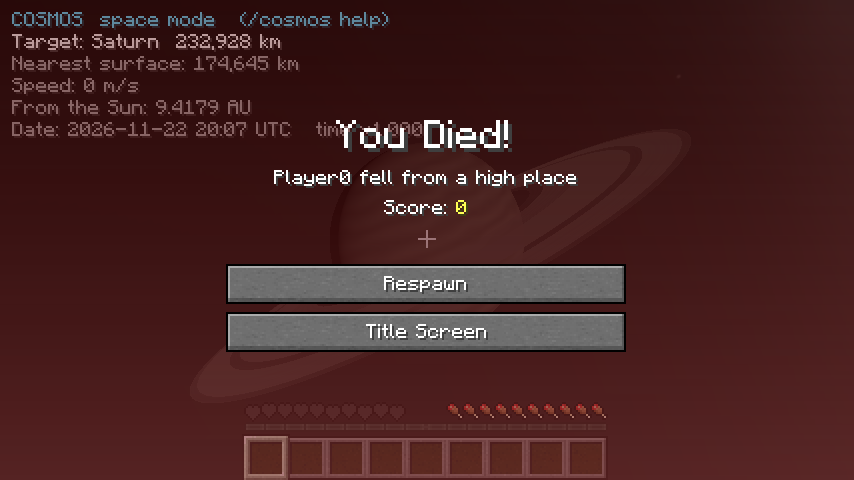 COSMOS space mode (/cosmos help)
Target: Saturn 232,928 km
Nearest surface: 174,645 km
Speed: 0 m/s
From the Sun: 9.4179 AU
Date: 2026-11-22 20:07 UTC
You Died!
Player0 fell from a high place
Score: 0
Respawn
Title Screen